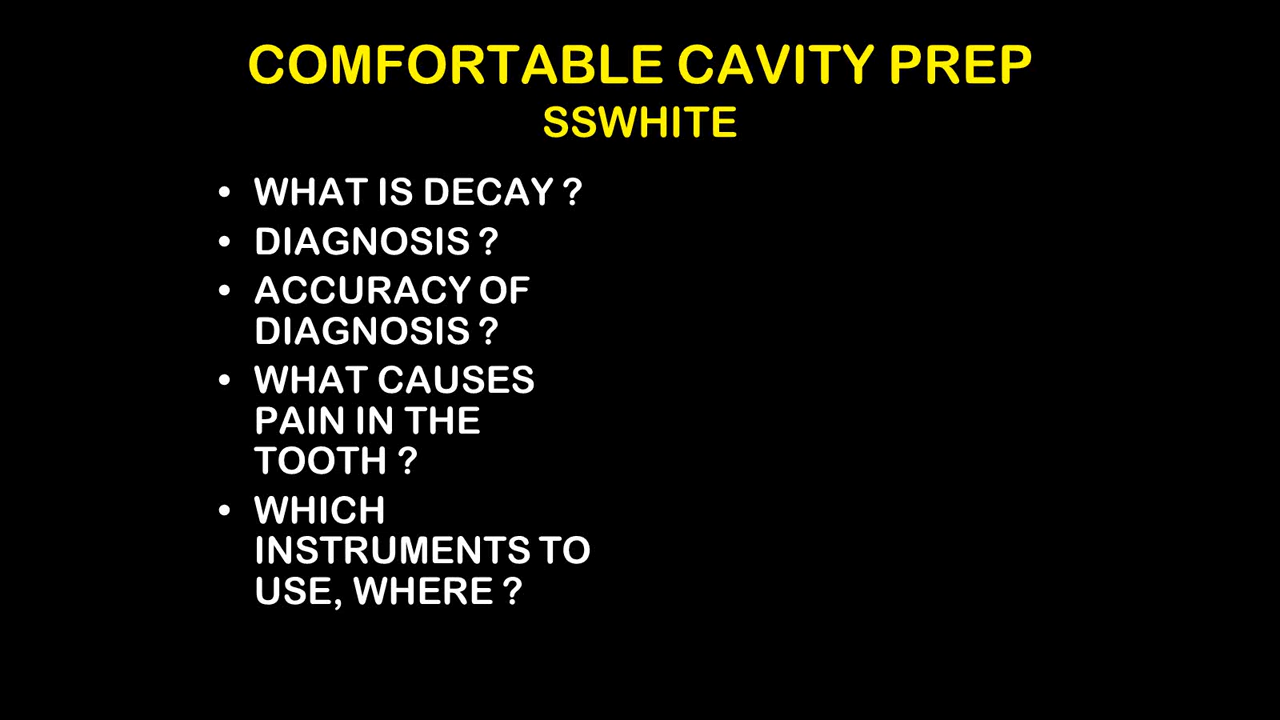 COMFORTABLE CAVITY PREP
SSWHITE
• WHAT IS DECAY ?
• DIAGNOSIS ?
• ACCURACY OF
DIAGNOSIS ?
• WHAT CAUSES
PAIN IN THE
TOOTH ?
• WHICH
INSTRUMENTS TO
USE, WHERE ?